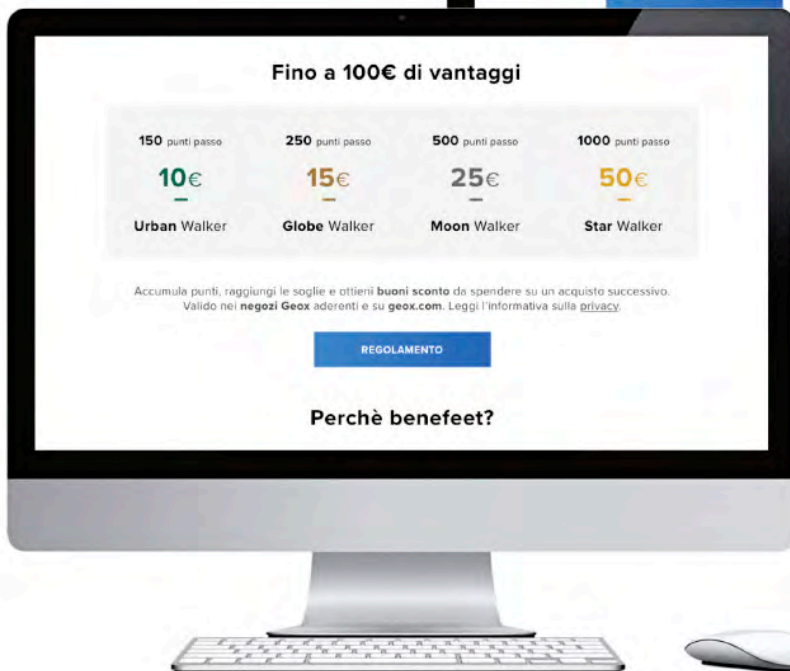 Fino a 100€ di vantaggi
150 punti passo
10€
Urban Walker
250 punti passo
15€
Globe Walker
500 punti passo
25€
Moon Walker
1000 punti passo
50€
Star Walker
Accumula punti, raggiungi le soglie e ottieni buoni sconto da spendere su un acquisto successivo.
Valido nei negozi Geox aderenti e su geox.com. Leggi l'informativa sulla privacy.
REGOLAMENTO
Perchè benefeet?